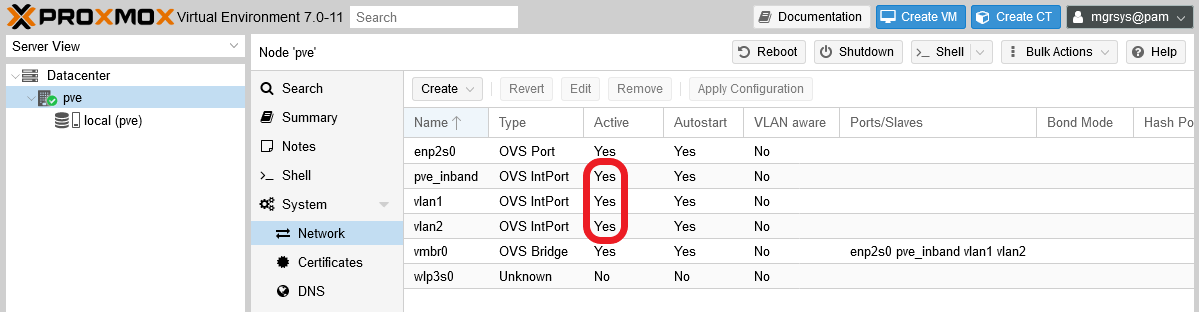 PROXMOX Virtual Environment 7.0-11 Search Documentation Create VM Create CT mgrsys@pam
Server View
Datacenter
pve
local (pve)
Node 'pve' Reboot Shutdown >_ Shell Bulk Actions Help
Search
Summary
Notes
>_ Shell
System
Network
Certificates
DNS
Create Revert Edit Remove Apply Configuration
Name Type Active Autostart VLAN aware Ports/Slaves Bond Mode Hash Po
enp2s0 OVS Port Yes Yes No
pve_inband OVS IntPort Yes Yes No
vlan1 OVS IntPort Yes Yes No
vlan2 OVS IntPort Yes Yes No
vmbr0 OVS Bridge Yes Yes No enp2s0 pve_inband vlan1 vlan2
wlp3s0 Unknown No No No